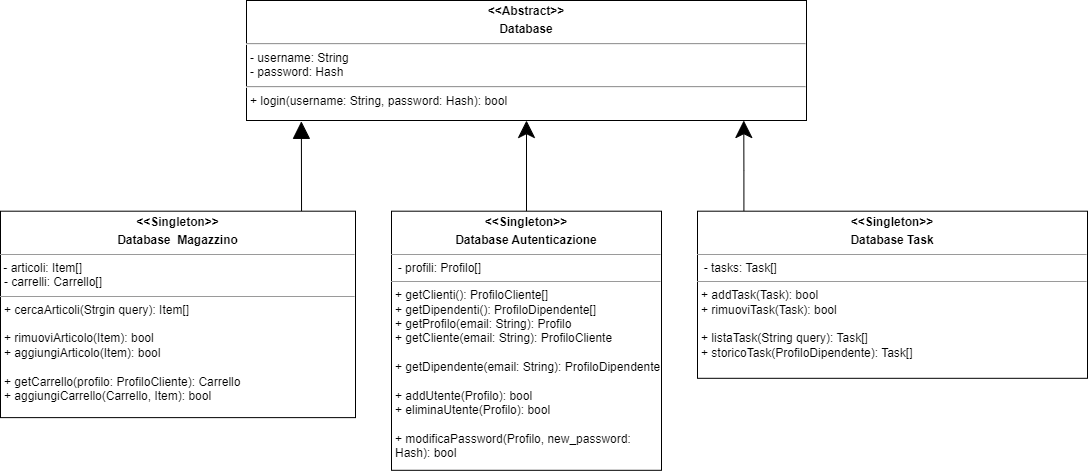 <<Abstract>>
Database
- username: String
- password: Hash
+ login(username: String, password: Hash): bool
<<Singleton>>
Database  Magazzino
- articoli: Item[]
- carrelli: Carrello[]
+ cercaArticoli(Strgin query): Item[]
+ rimuoviArticolo(Item): bool
+ aggiungiArticolo(Item): bool
+ getCarrello(profilo: ProfiloCliente): Carrello
+ aggiungiCarrello(Carrello, Item): bool
<<Singleton>>
Database Autenticazione
- profili: Profilo[]
+ getClienti(): ProfiloCliente[]
+ getDipendenti(): ProfiloDipendente[]
+ getProfilo(email: String): Profilo
+ getCliente(email: String): ProfiloCliente
+ getDipendente(email: String): ProfiloDipendente
+ addUtente(Profilo): bool
+ eliminaUtente(Profilo): bool
+ modificaPassword(Profilo, new_password:
Hash): bool
<<Singleton>>
Database Task
- tasks: Task[]
+ addTask(Task): bool
+ rimuoviTask(Task): bool
+ listaTask(String query): Task[]
+ storicoTask(ProfiloDipendente): Task[]